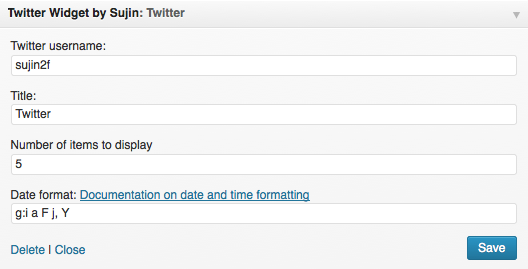 Twitter Widget by Sujin: Twitter
Twitter username:
sujin2f
Title:
Twitter
Number of items to display
5
Date format: Documentation on date and time formatting
g:i a F j, Y
Delete | Close
Save